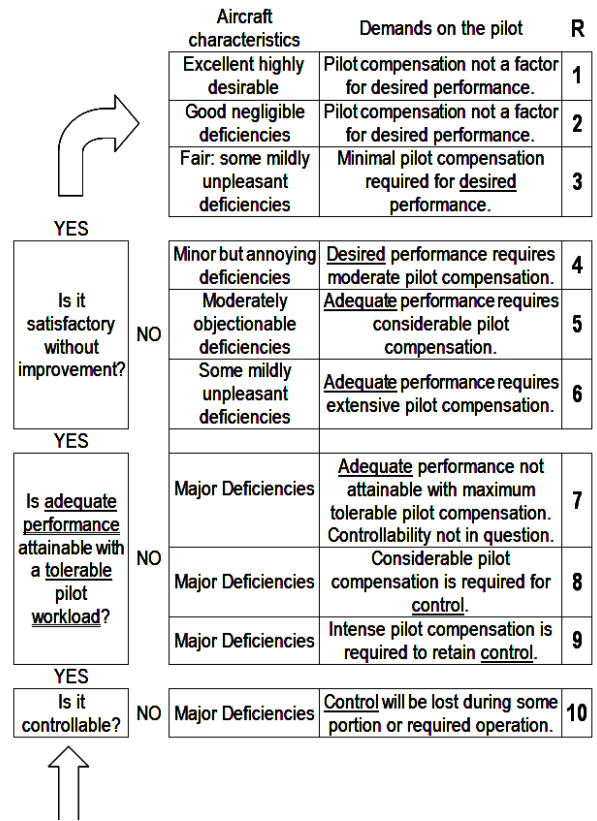 Aircraft
characteristics
Demands on the pilot
R
Excellent highly
desirable
Pilot compensation not a factor
for desired performance.
1
Good negligible
deficiencies
Pilot compensation not a factor
for desired performance.
2
Fair: some mildly
unpleasant
deficiencies
Minimal pilot compensation
required for desired
performance.
3
YES
Is it
satisfactory
without
improvement?
NO
Minor but annoying
deficiencies
Desired performance requires
moderate pilot compensation.
4
Moderately
objectionable
deficiencies
Adequate performance requires
considerable pilot
compensation.
5
Some mildly
unpleasant
deficiencies
Adequate performance requires
extensive pilot compensation.
6
YES
Is adequate
performance
attainable with
a tolerable
pilot
workload?
NO
Major Deficiencies
Adequate performance not
attainable with maximum
tolerable pilot compensation.
Controllability not in question.
7
Major Deficiencies
Considerable pilot
compensation is required for
control.
8
Major Deficiencies
Intense pilot compensation is
required to retain control.
9
YES
Is it
controllable?
NO
Major Deficiencies
Control will be lost during some
portion or required operation.
10